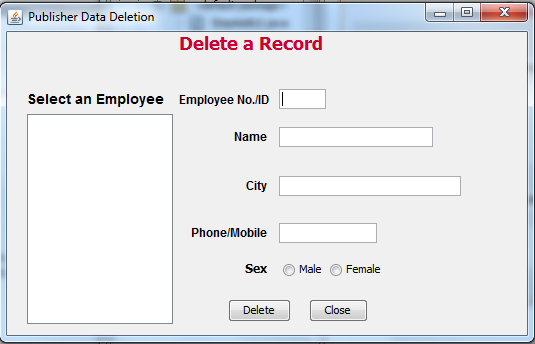 Publisher Data Deletion
Delete a Record
Select an Employee
Employee No./ID
Name
City
Phone/Mobile
Sex Male Female
Delete Close